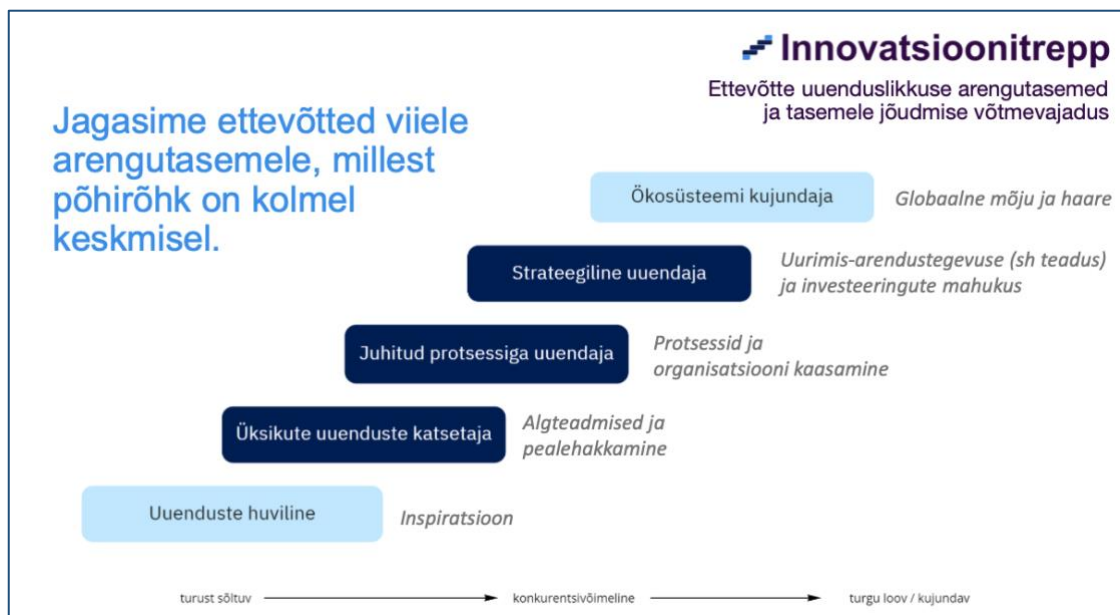 Innovatsioonitrepp
Ettevõtte uuenduslikkuse arengutasemed
ja tasemele jõudmise võtmevajadus
Jagasime ettevõtted viiele
arengutasemele, millest
põhirõhk on kolmel
keskmisel.
Ökosüsteemi kujundaja
Globaalne mõju ja haare
Strateegiline uuendaja
Uurimis-arendustegevuse (sh teadus)
ja investeeringute mahukus
Juhitud protsessiga uuendaja
Protsessid ja
organisatsiooni kaasamine
Üksikute uuenduste katsetaja
Algteadmised ja
pealehakkamine
Uuenduste huviline
Inspiratsioon
turust sõltuv
konkurentsivõimeline
turgu loov / kujundav